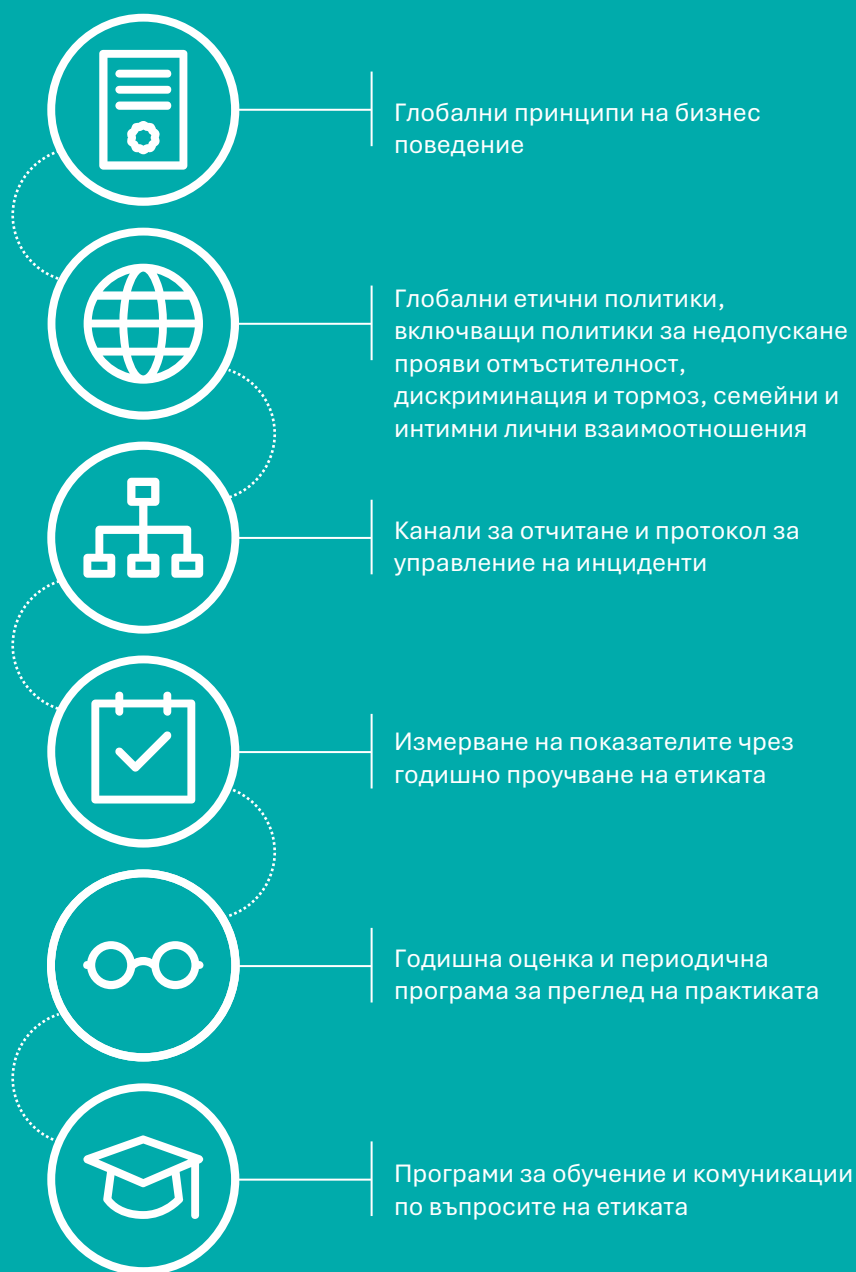 Глобални принципи на бизнес
поведение
Глобални етични политики,
включващи политики за недопускане
прояви отмъстителност,
дискриминация и тормоз, семейни и
интимни лични взаимоотношения
Канали за отчитане и протокол за
управление на инциденти
Измерване на показателите чрез
годишно проучване на етиката
Годишна оценка и периодична
програма за преглед на практиката
Програми за обучение и комуникации
по въпросите на етиката